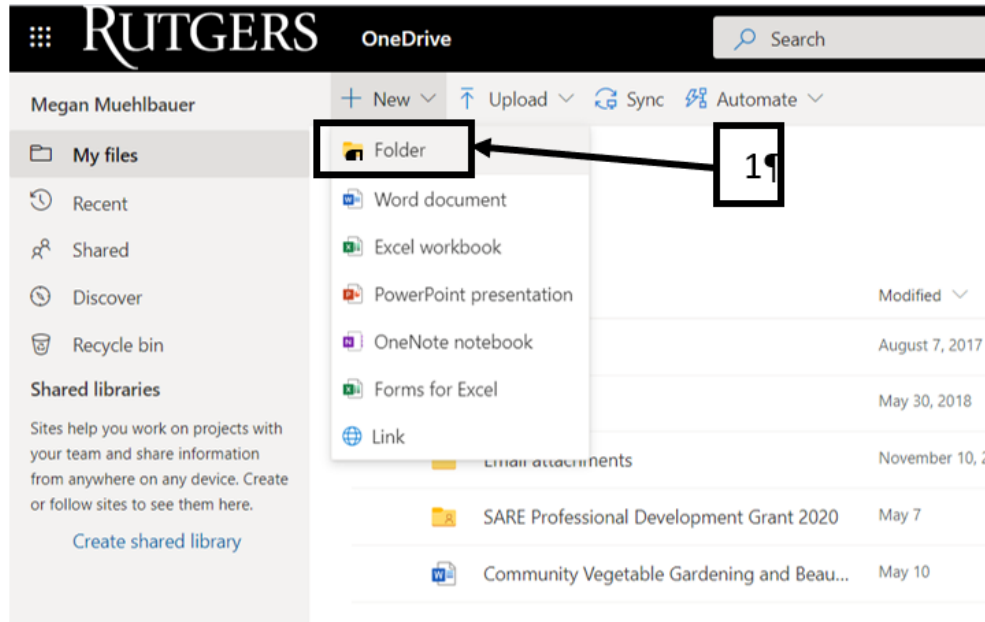 RUTGERS OneDrive Search
Megan Muehlbauer
New Upload Sync Automate
My files
Recent
Shared
Discover
Recycle bin
Shared libraries
Sites help you work on projects with
your team and share information
from anywhere on any device. Create
or follow sites to see them here.
Create shared library
Folder
Word document
Excel workbook
PowerPoint presentation
OneNote notebook
Forms for Excel
Link
1¶
Modified
August 7, 2017
May 30, 2018
Email attachments November 10, 2
SARE Professional Development Grant 2020 May 7
Community Vegetable Gardening and Beau... May 10